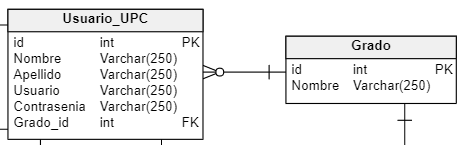 Usuario_UPC
id int PK
Nombre Varchar(250)
Apellido Varchar(250)
Usuario Varchar(250)
Contrasenia Varchar(250)
Grado_id int FK
Grado
id int PK
Nombre Varchar(250)